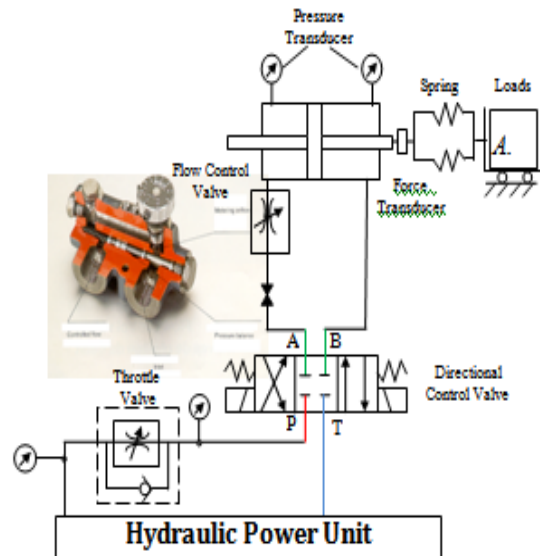 Pressure
Transducer
Spring
Loads
A.
Flow Control
Valve
Force
Transducer
A
B
Directional
Control Valve
Throttle
Valve
P
T
Hydraulic Power Unit